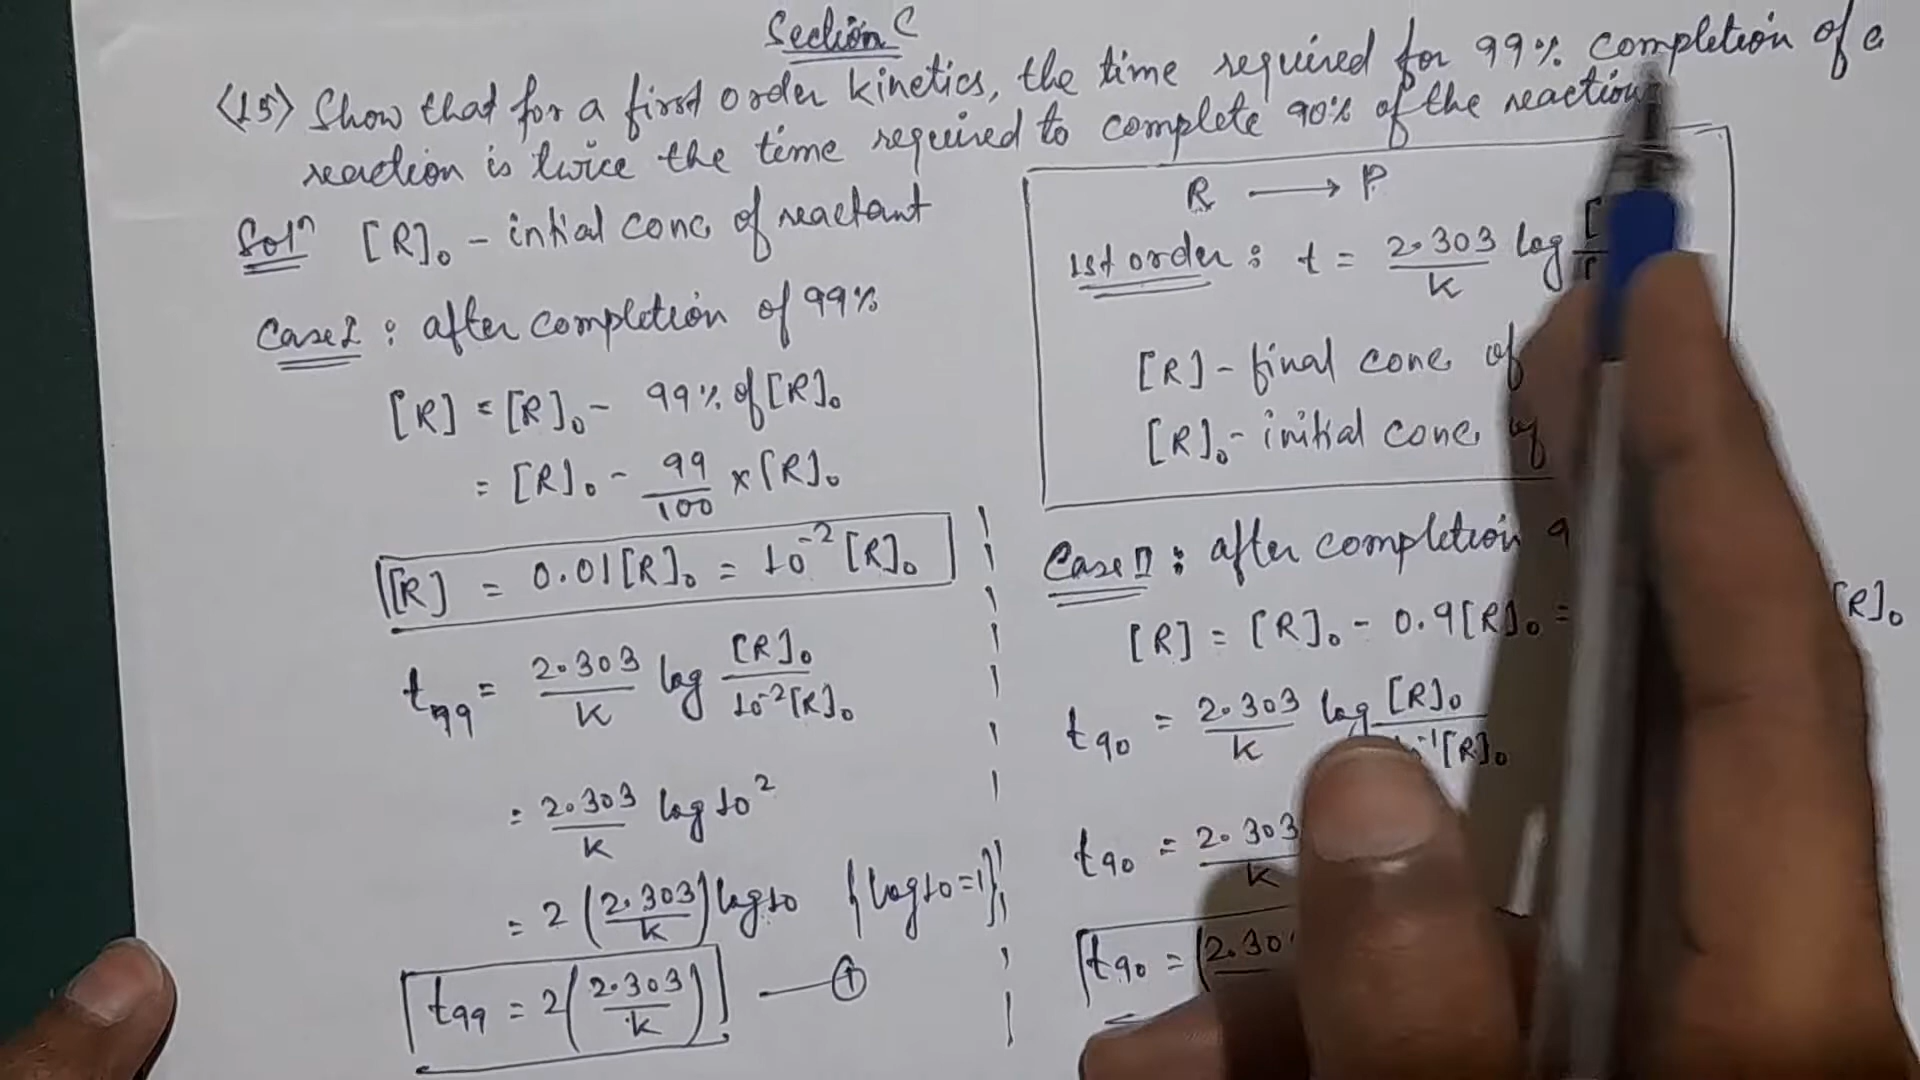 Section C
<15> Show that for a first order kinetics, the time required for 99% completion of a
reaction is twice the time required to complete 90% of the reaction
Solⁿ [R]₀ - intial conc of reactant
Case I : after completion of 99%
[R] = [R]₀ - 99% of [R]₀
= [R]₀ - 99/100 × [R]₀
[R] = 0.01[R]₀ = 10⁻² [R]₀
t₉₉ = 2.303/k log [R]₀/10⁻²[R]₀
= 2.303/k log 10²
= 2 (2.303/k) log 10 {log 10 = 1}
t₉₉ = 2(2.303/k) — ①
R ⟶ P
1st order : t = 2.303/k log
[R] - final conc of
[R]₀ - initial conc of
Case II : after completion 9
[R] = [R]₀ - 0.9[R]₀ = [R]₀
t₉₀ = 2.303/k log [R]₀/⁻¹[R]₀
t₉₀ = 2.303/k
t₉₀ = (2.30